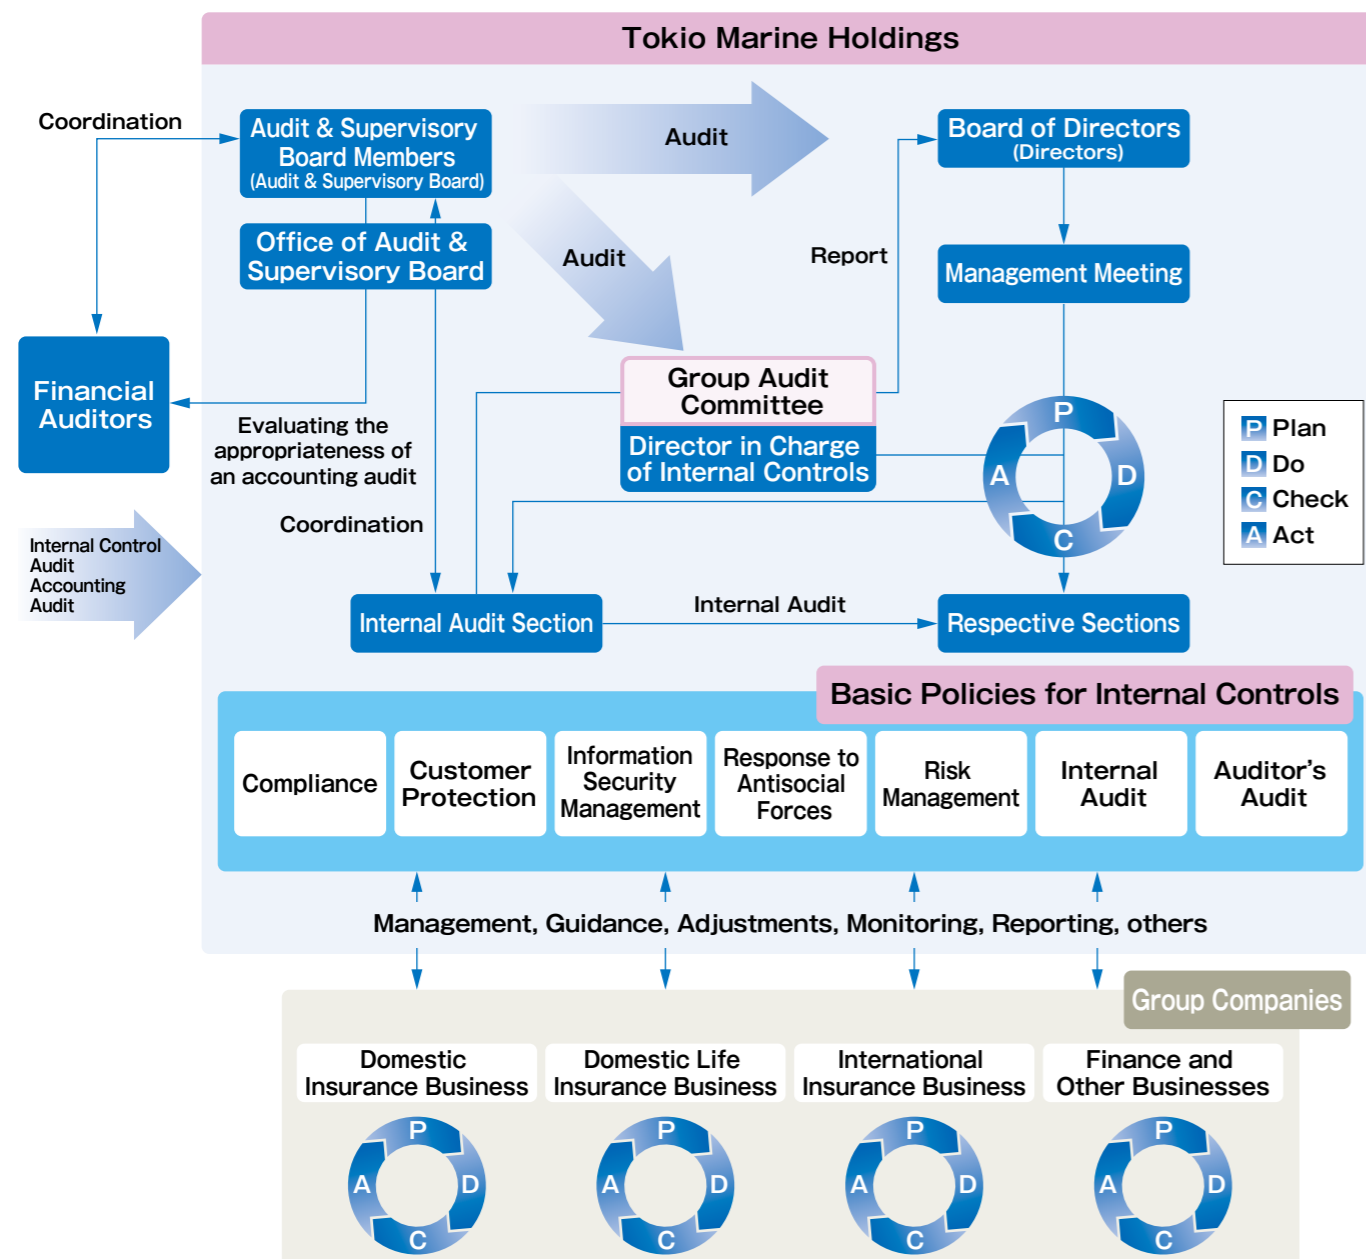 Tokio Marine Holdings
Coordination
Audit & Supervisory
Board Members
(Audit & Supervisory Board)
Audit
Board of Directors
(Directors)
Office of Audit &
Supervisory Board
Audit
Report
Management Meeting
Financial
Auditors
Group Audit
Committee
Director in Charge
of Internal Controls
Evaluating the
appropriateness of
an accounting audit
Coordination
P
D
C
A
P Plan
D Do
C Check
A Act
Internal Control
Audit
Accounting
Audit
Internal Audit Section
Internal Audit
Respective Sections
Basic Policies for Internal Controls
Compliance
Customer
Protection
Information
Security
Management
Response to
Antisocial
Forces
Risk
Management
Internal
Audit
Auditor's
Audit
Management, Guidance, Adjustments, Monitoring, Reporting, others
Group Companies
Domestic
Insurance Business
Domestic Life
Insurance Business
International
Insurance Business
Finance and
Other Businesses
P
D
C
A
P
D
C
A
P
D
C
A
P
D
C
A